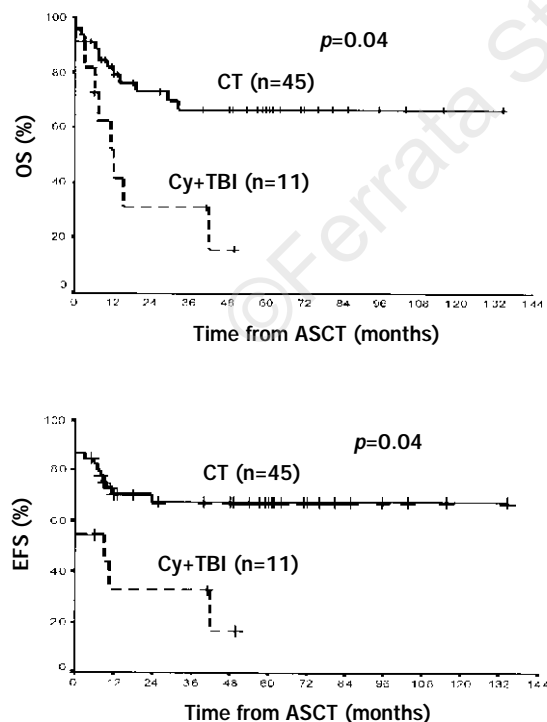 p=0.04
100
CT (n=45)
80
60
OS (%)
40
Cy+TBI (n=11)
20
0
0 12 24 36 48 60 72 84 96 108 120 132 144
Time from ASCT (months)
©Ferrata St
100
p=0.04
80
CT (n=45)
60
EFS (%)
40
Cy+TBI (n=11)
20
0
0 12 24 36 48 60 72 84 96 108 120 132 144
Time from ASCT (months)